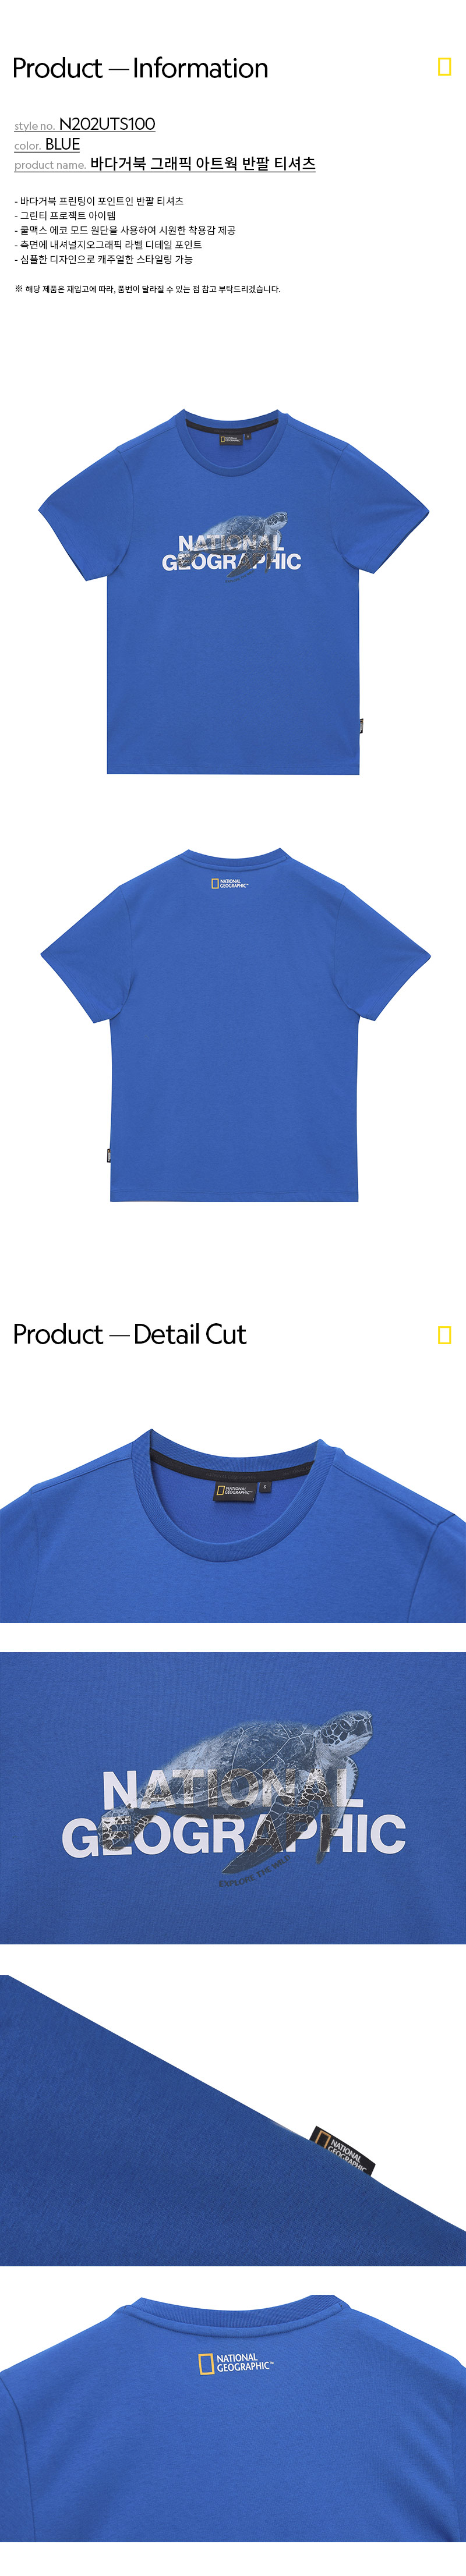 Product — Information
style no. N202UTS100
color. BLUE
product name. 바다거북 그래픽 아트웍 반팔 티셔츠
- 바다거북 프린팅이 포인트인 반팔 티셔츠
- 그린티 프로젝트 아이템
- 쿨맥스 에코 모드 원단을 사용하여 시원한 착용감 제공
- 측면에 내셔널지오그래픽 라벨 디테일 포인트
- 심플한 디자인으로 캐주얼한 스타일링 가능
※ 해당 제품은 재입고에 따라, 품번이 달라질 수 있는 점 참고 부탁드리겠습니다.
NATIONAL
GEOGRAPHIC
NATIONAL
GEOGRAPHIC
NATIONAL
GEOGRAPHIC™
Product — Detail Cut
NATIONAL
GEOGRAPHIC™
NATIONAL
GEOGRAPHIC
EXPLORE THE WILD
NATIONAL
GEOGRAPHIC
NATIONAL
GEOGRAPHIC™